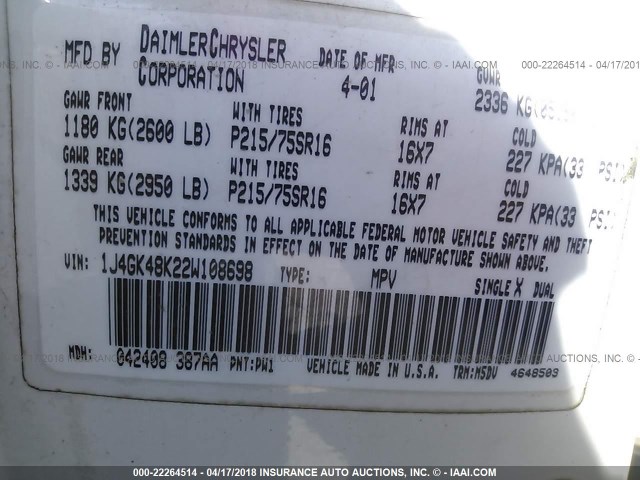 MFD BY DAIMLERCHRYSLER CORPORATION DATE OF MFR 4-01 GVWR
2336 KG(
GAWR FRONT WITH TIRES RIMS AT COLD
1180 KG(2600 LB) P215/75SR16 16X7 227 KPA(33 PSI)
GAWR REAR WITH TIRES RIMS AT COLD
1339 KG(2950 LB) P215/75SR16 16X7 227 KPA(33 PSI)
THIS VEHICLE CONFORMS TO ALL APPLICABLE FEDERAL MOTOR VEHICLE SAFETY AND THEFT
PREVENTION STANDARDS IN EFFECT ON THE DATE OF MANUFACTURE SHOWN ABOVE.
VIN: 1J4GK48K22W108698 TYPE: MPV SINGLE X DUAL
MDH: 042408 387AA PNT:PW1 VEHICLE MADE IN U.S.A. TRM:M5DV 4648503
000-22264514 - 04/17/2018 INSURANCE AUTO AUCTIONS - WWW.IAAI.COM